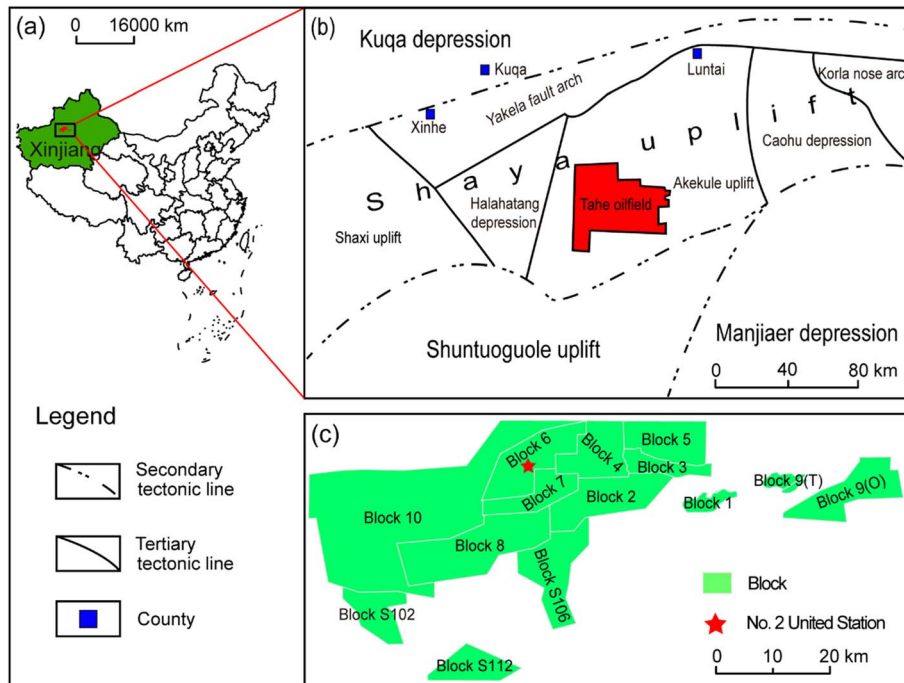 (a)
0 16000 km
Xinjiang
Legend
Secondary
tectonic line
Tertiary
tectonic line
County
(b)
Kuqa depression
Kuqa
Luntai
Korla nose arc
Yakela fault arch
Xinhe
Shaya uplift
Caohu depression
Halahatang
depression
Tahe oilfield
Akekule uplift
Shaxi uplift
Shuntuoguole uplift
Manjiaer depression
0 40 80 km
(c)
Block 6
Block 5
Block 4
Block 3
Block 7
Block 2
Block 9(T)
Block 9(O)
Block 1
Block 10
Block 8
Block S106
Block S102
Block S112
Block
No. 2 United Station
0 10 20 km